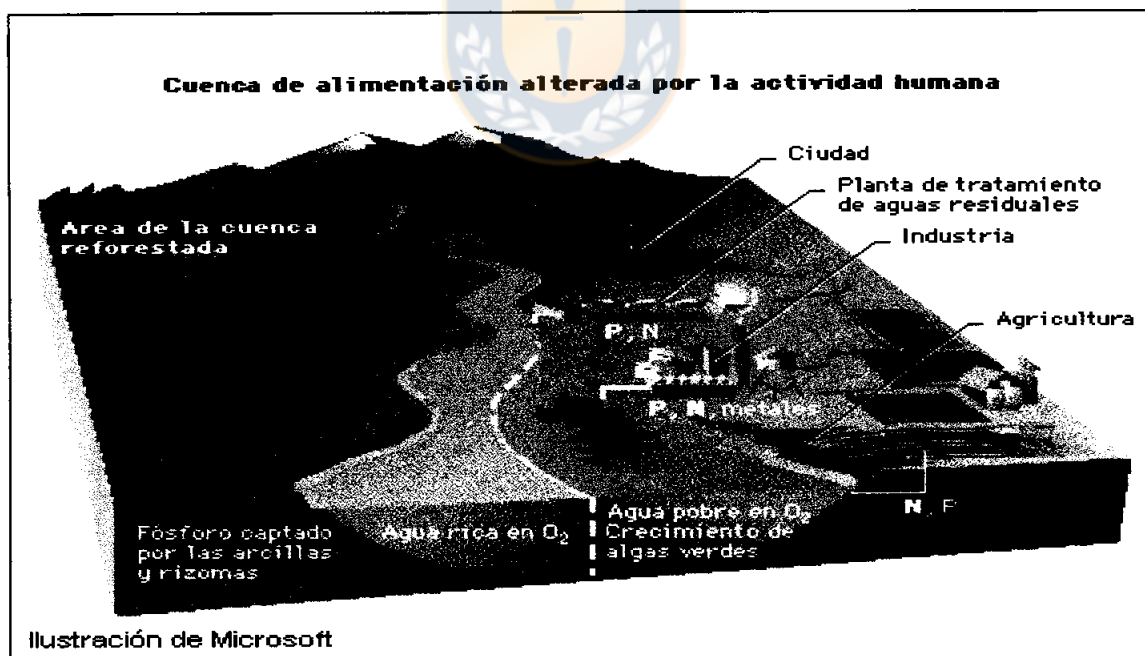 Cuenca de alimentación alterada por la actividad humana
Ciudad
Planta de tratamiento
de aguas residuales
Industria
Agricultura
Area de la cuenca
reforestada
P, N
P, N, metales
N, P
Fósforo captado
por las arcillas
y rizomas
Agua rica en O₂
Agua pobre en O₂
Crecimiento de
algas verdes
Ilustración de Microsoft